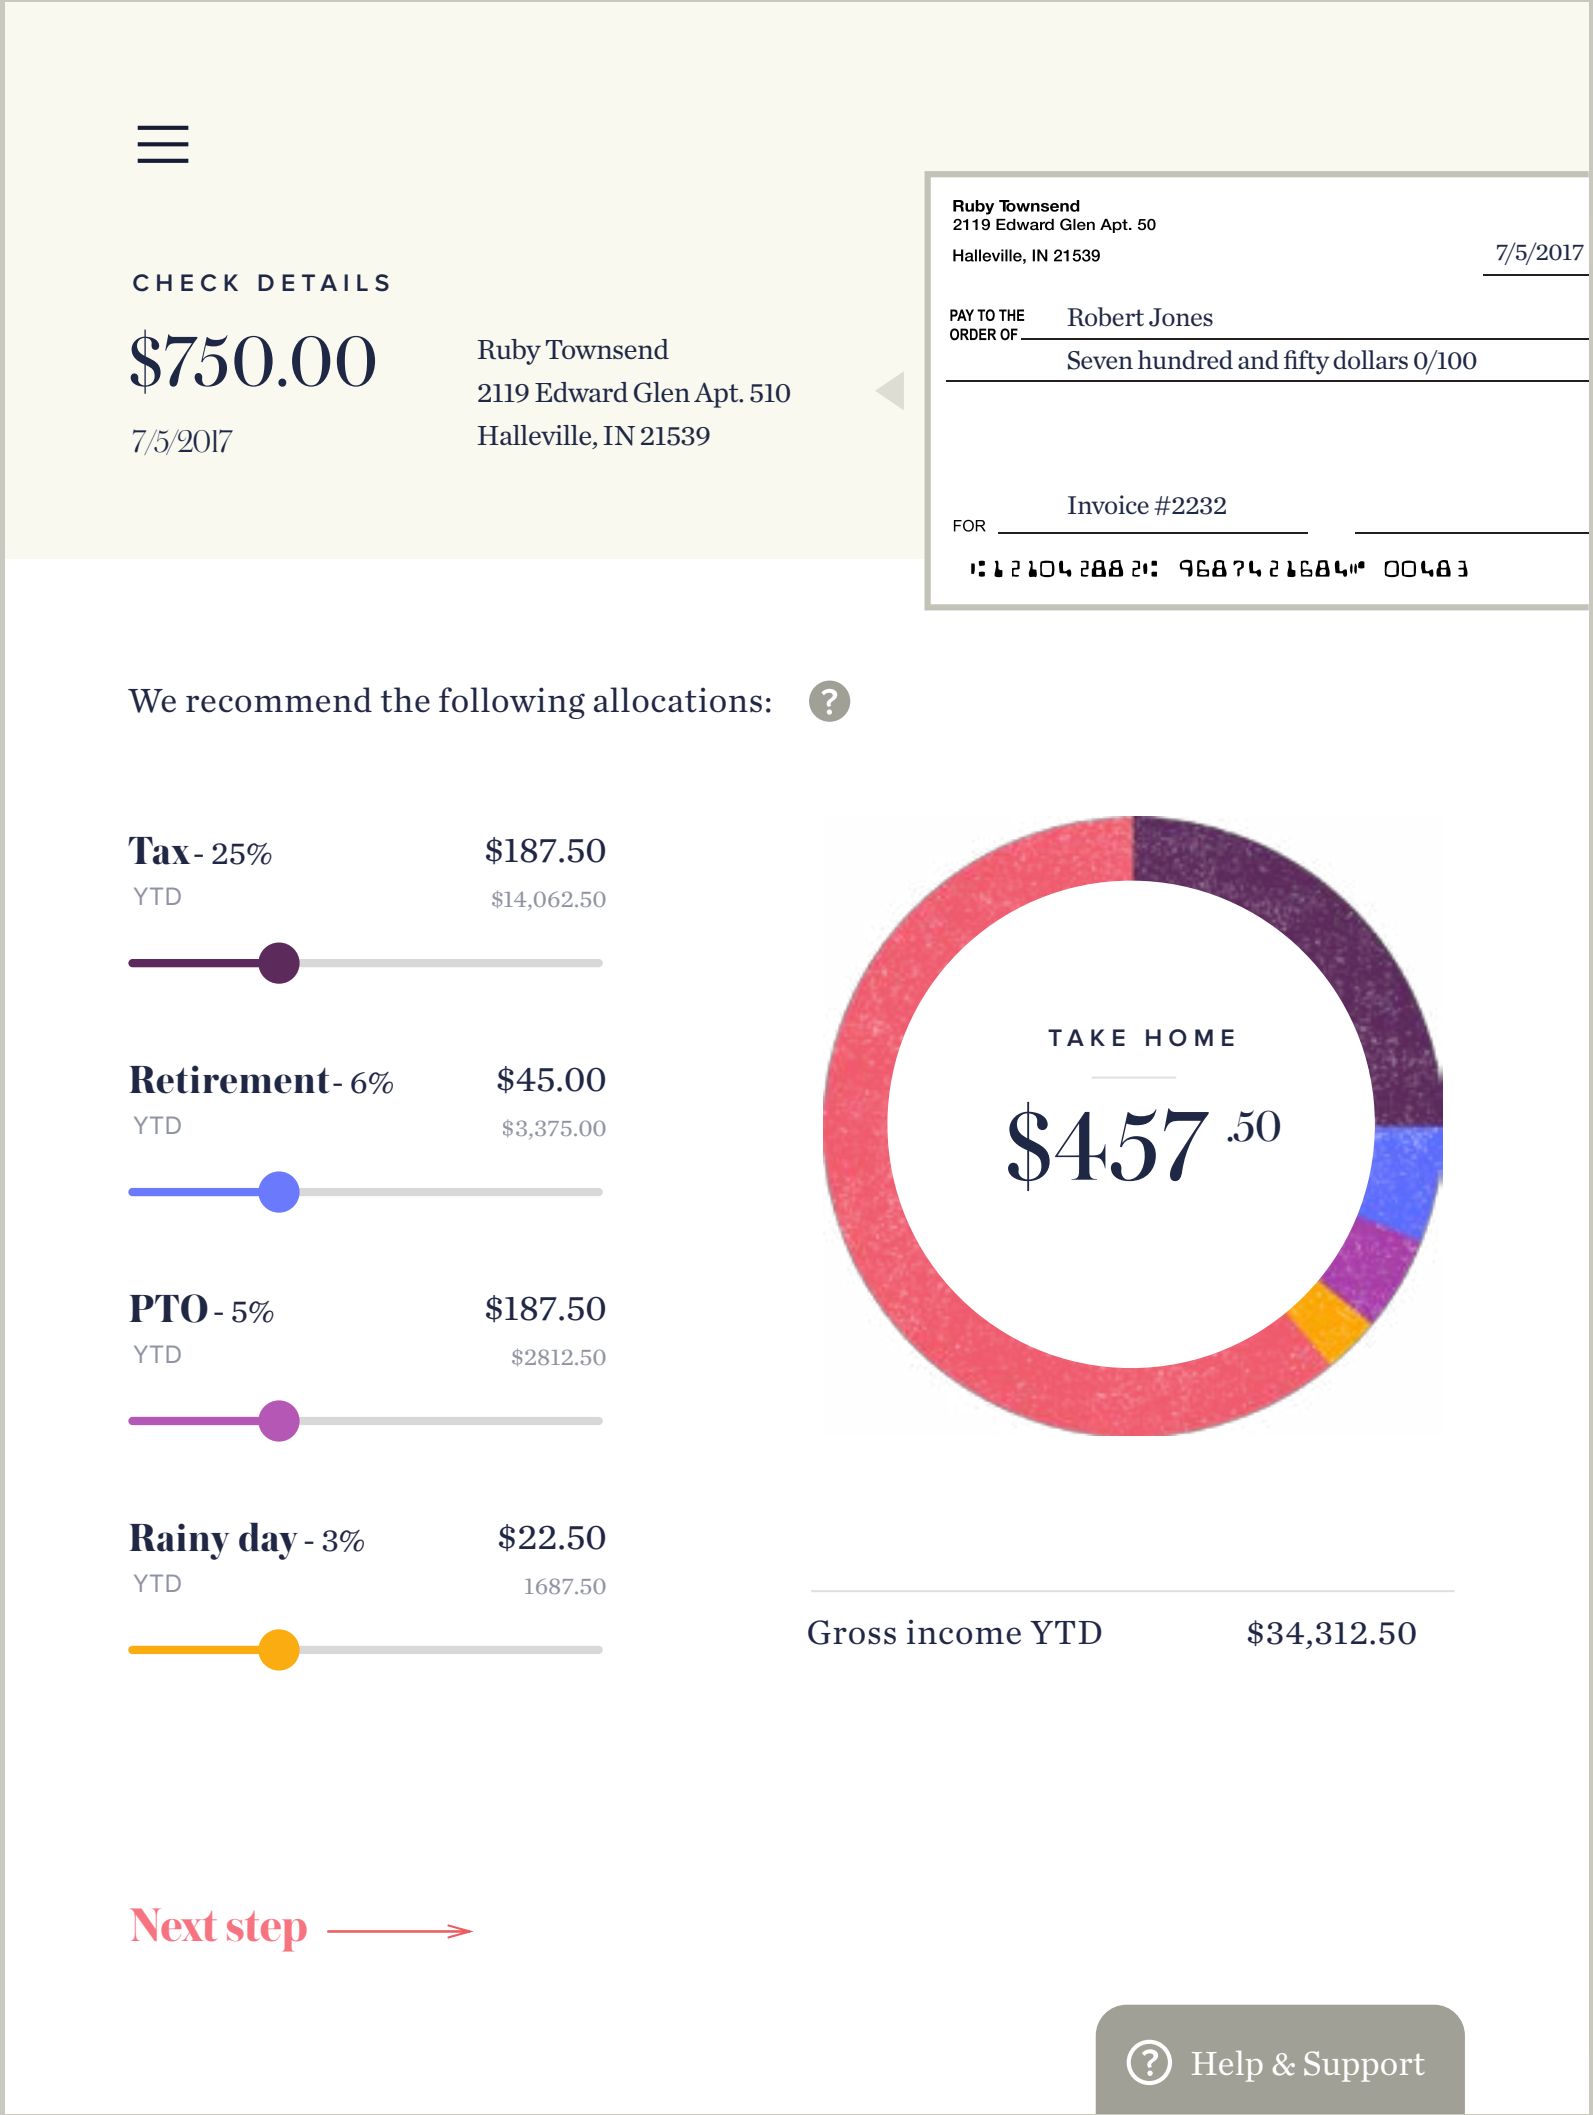 CHECK DETAILS
$750.00
7/5/2017
Ruby Townsend
2119 Edward Glen Apt. 510
Halleville, IN 21539
Ruby Townsend
2119 Edward Glen Apt. 50
Halleville, IN 21539
7/5/2017
PAY TO THE
ORDER OF
Robert Jones
Seven hundred and fifty dollars 0/100
Invoice #2232
FOR
⑆121042882⑆ 9687421684⑈ 00483
We recommend the following allocations:
?
Tax - 25% $187.50
YTD $14,062.50
Retirement - 6% $45.00
YTD $3,375.00
PTO - 5% $187.50
YTD $2812.50
Rainy day - 3% $22.50
YTD 1687.50
TAKE HOME
$457.50
Gross income YTD $34,312.50
Next step
? Help & Support